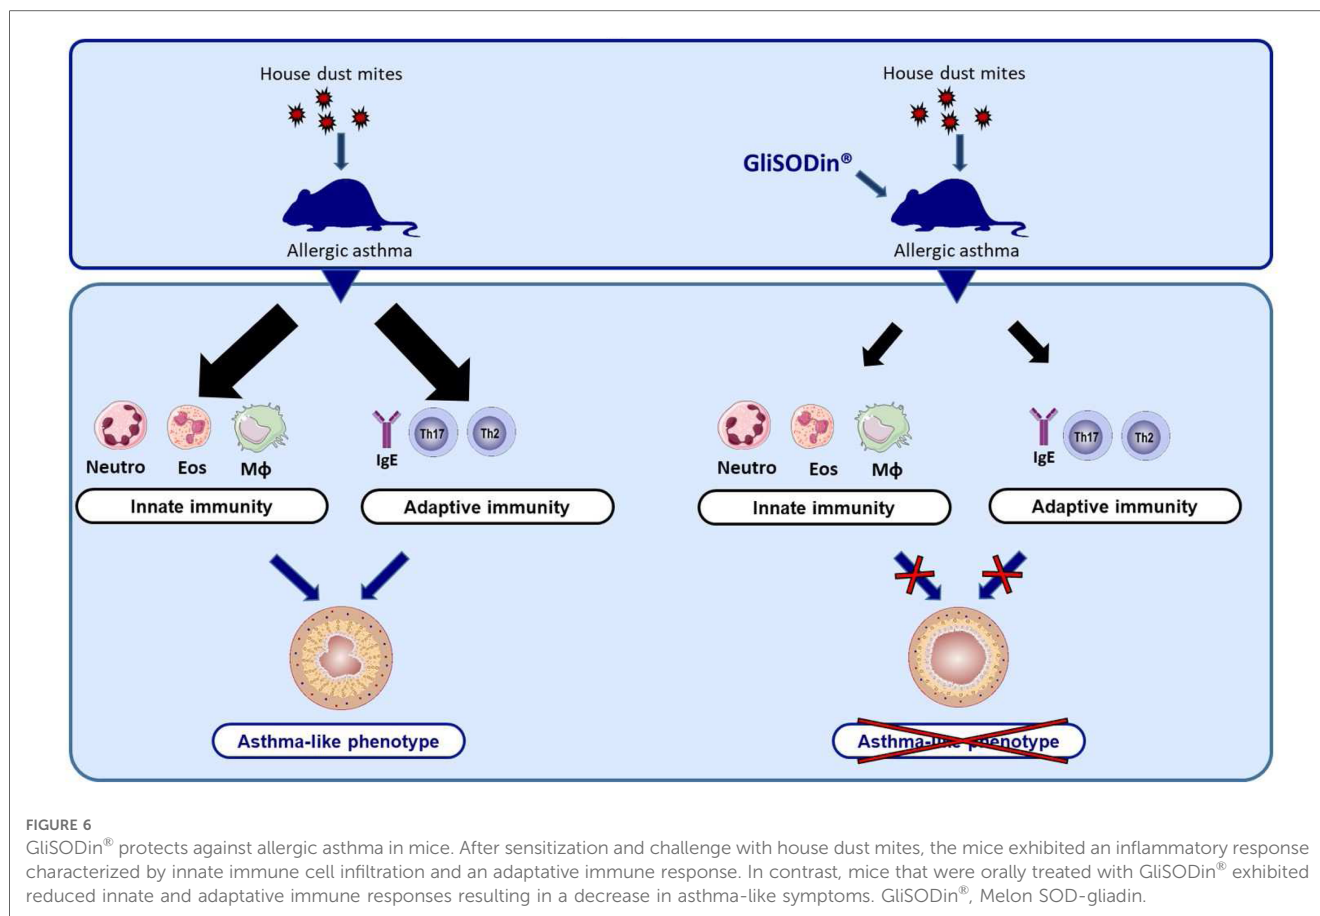 House dust mites
Allergic asthma
House dust mites
GliSODin®
Allergic asthma
Neutro
Eos
Mϕ
IgE
Th17
Th2
Innate immunity
Adaptive immunity
Asthma-like phenotype
Neutro
Eos
Mϕ
IgE
Th17
Th2
Innate immunity
Adaptive immunity
Asthma-like phenotype
FIGURE 6
GliSODin® protects against allergic asthma in mice. After sensitization and challenge with house dust mites, the mice exhibited an inflammatory response
characterized by innate immune cell infiltration and an adaptative immune response. In contrast, mice that were orally treated with GliSODin® exhibited
reduced innate and adaptative immune responses resulting in a decrease in asthma-like symptoms. GliSODin®, Melon SOD-gliadin.